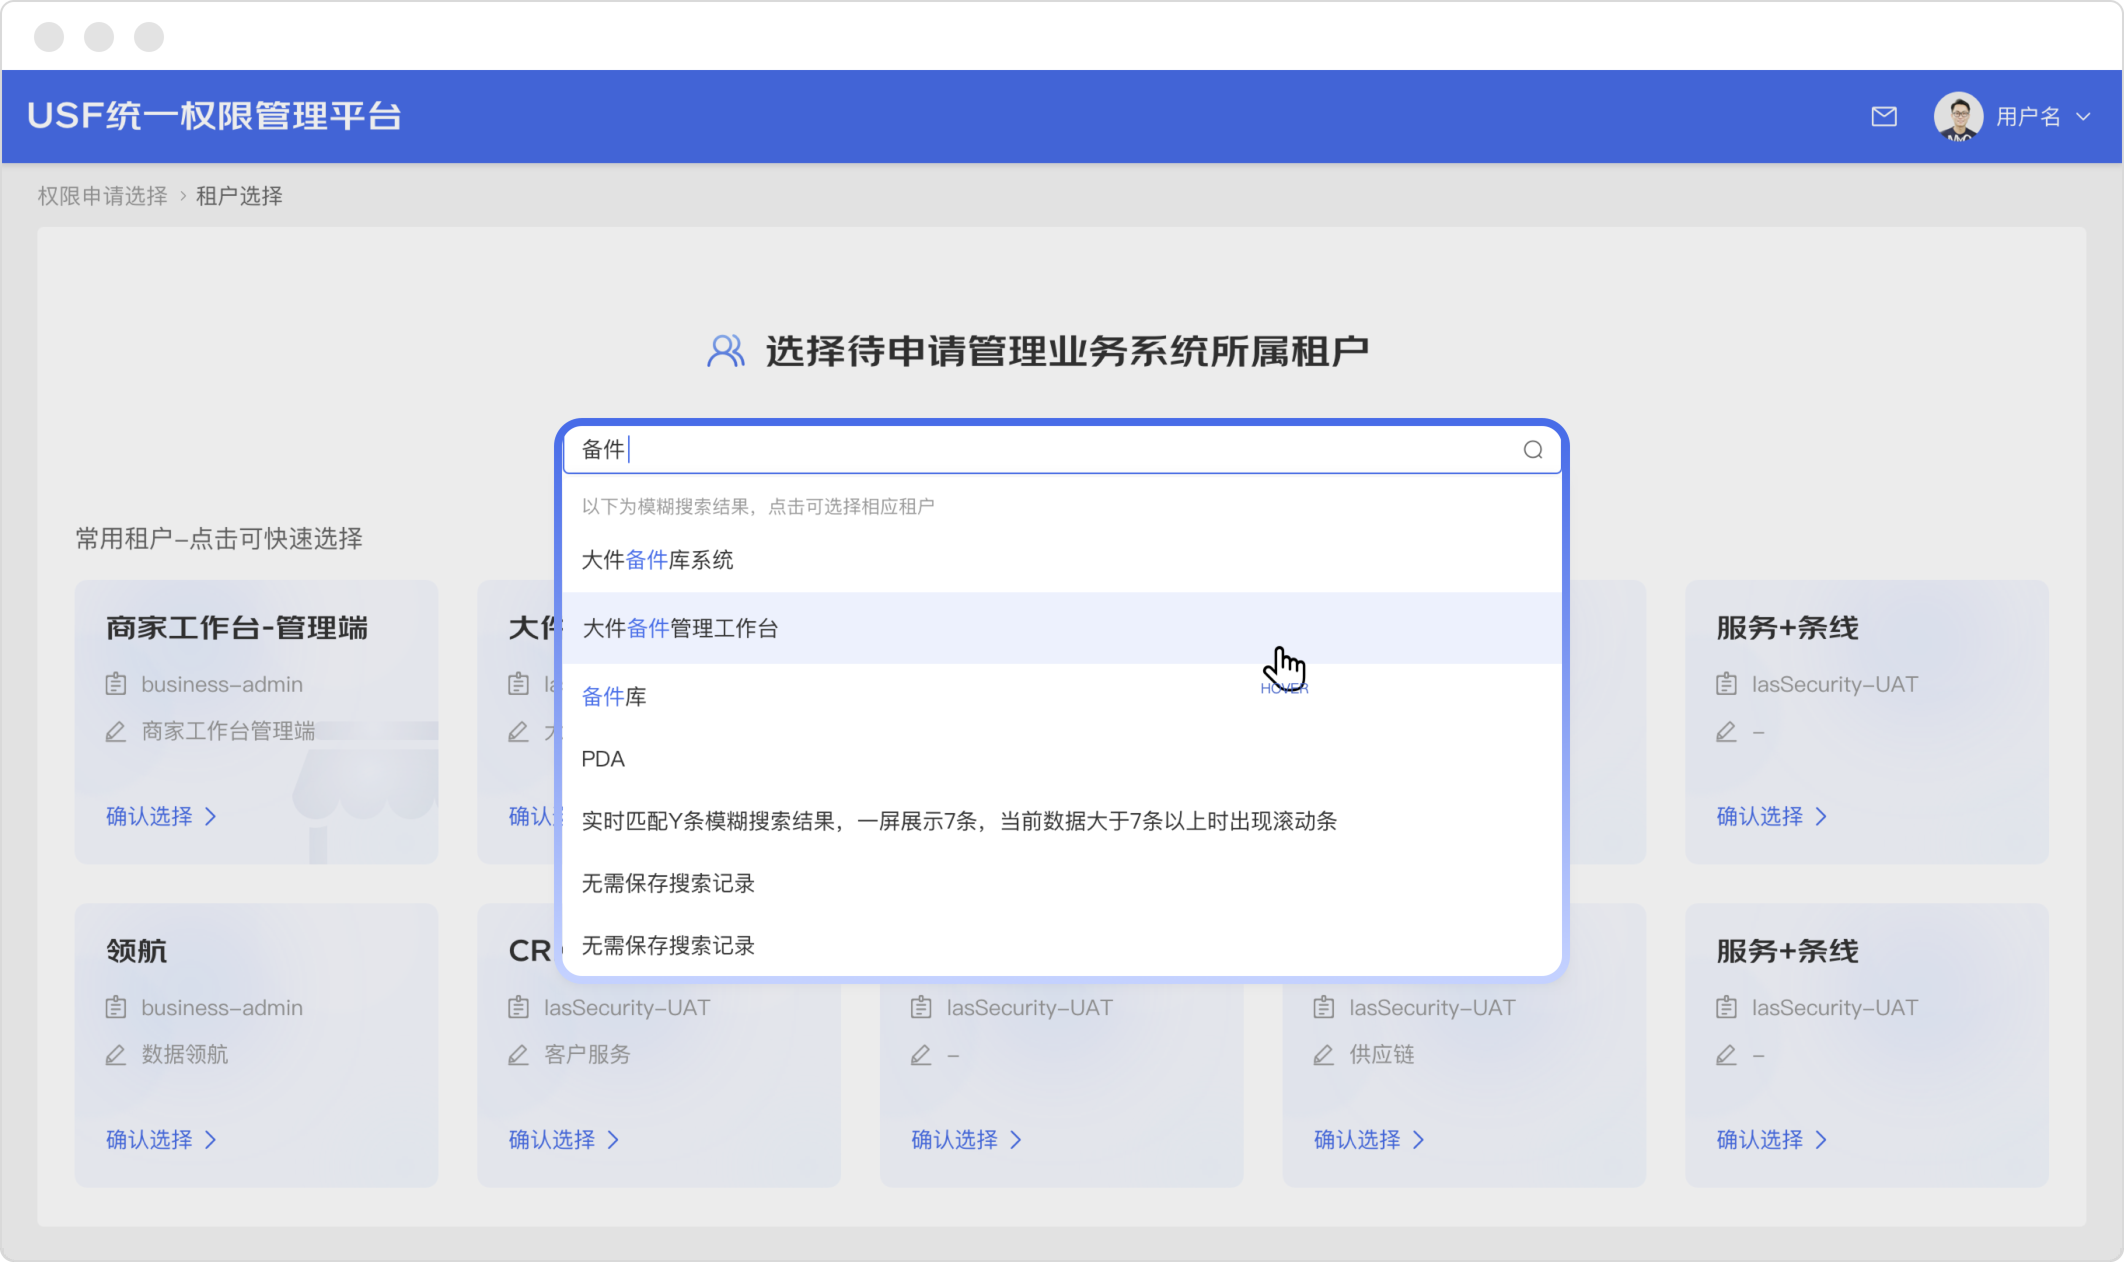 USF统一权限管理平台
用户名
权限申请选择 > 租户选择
选择待申请管理业务系统所属租户
备件
以下为模糊搜索结果，点击可选择相应租户
大件备件库系统
大件备件管理工作台
HOVER
备件库
PDA
实时匹配Y条模糊搜索结果，一屏展示7条，当前数据大于7条以上时出现滚动条
无需保存搜索记录
无需保存搜索记录
常用租户-点击可快速选择
商家工作台-管理端
business-admin
商家工作台管理端
确认选择
大件
确认
服务+条线
lasSecurity-UAT
-
确认选择
领航
business-admin
数据领航
确认选择
CR
lasSecurity-UAT
客户服务
确认选择
lasSecurity-UAT
-
确认选择
lasSecurity-UAT
供应链
确认选择
服务+条线
lasSecurity-UAT
-
确认选择